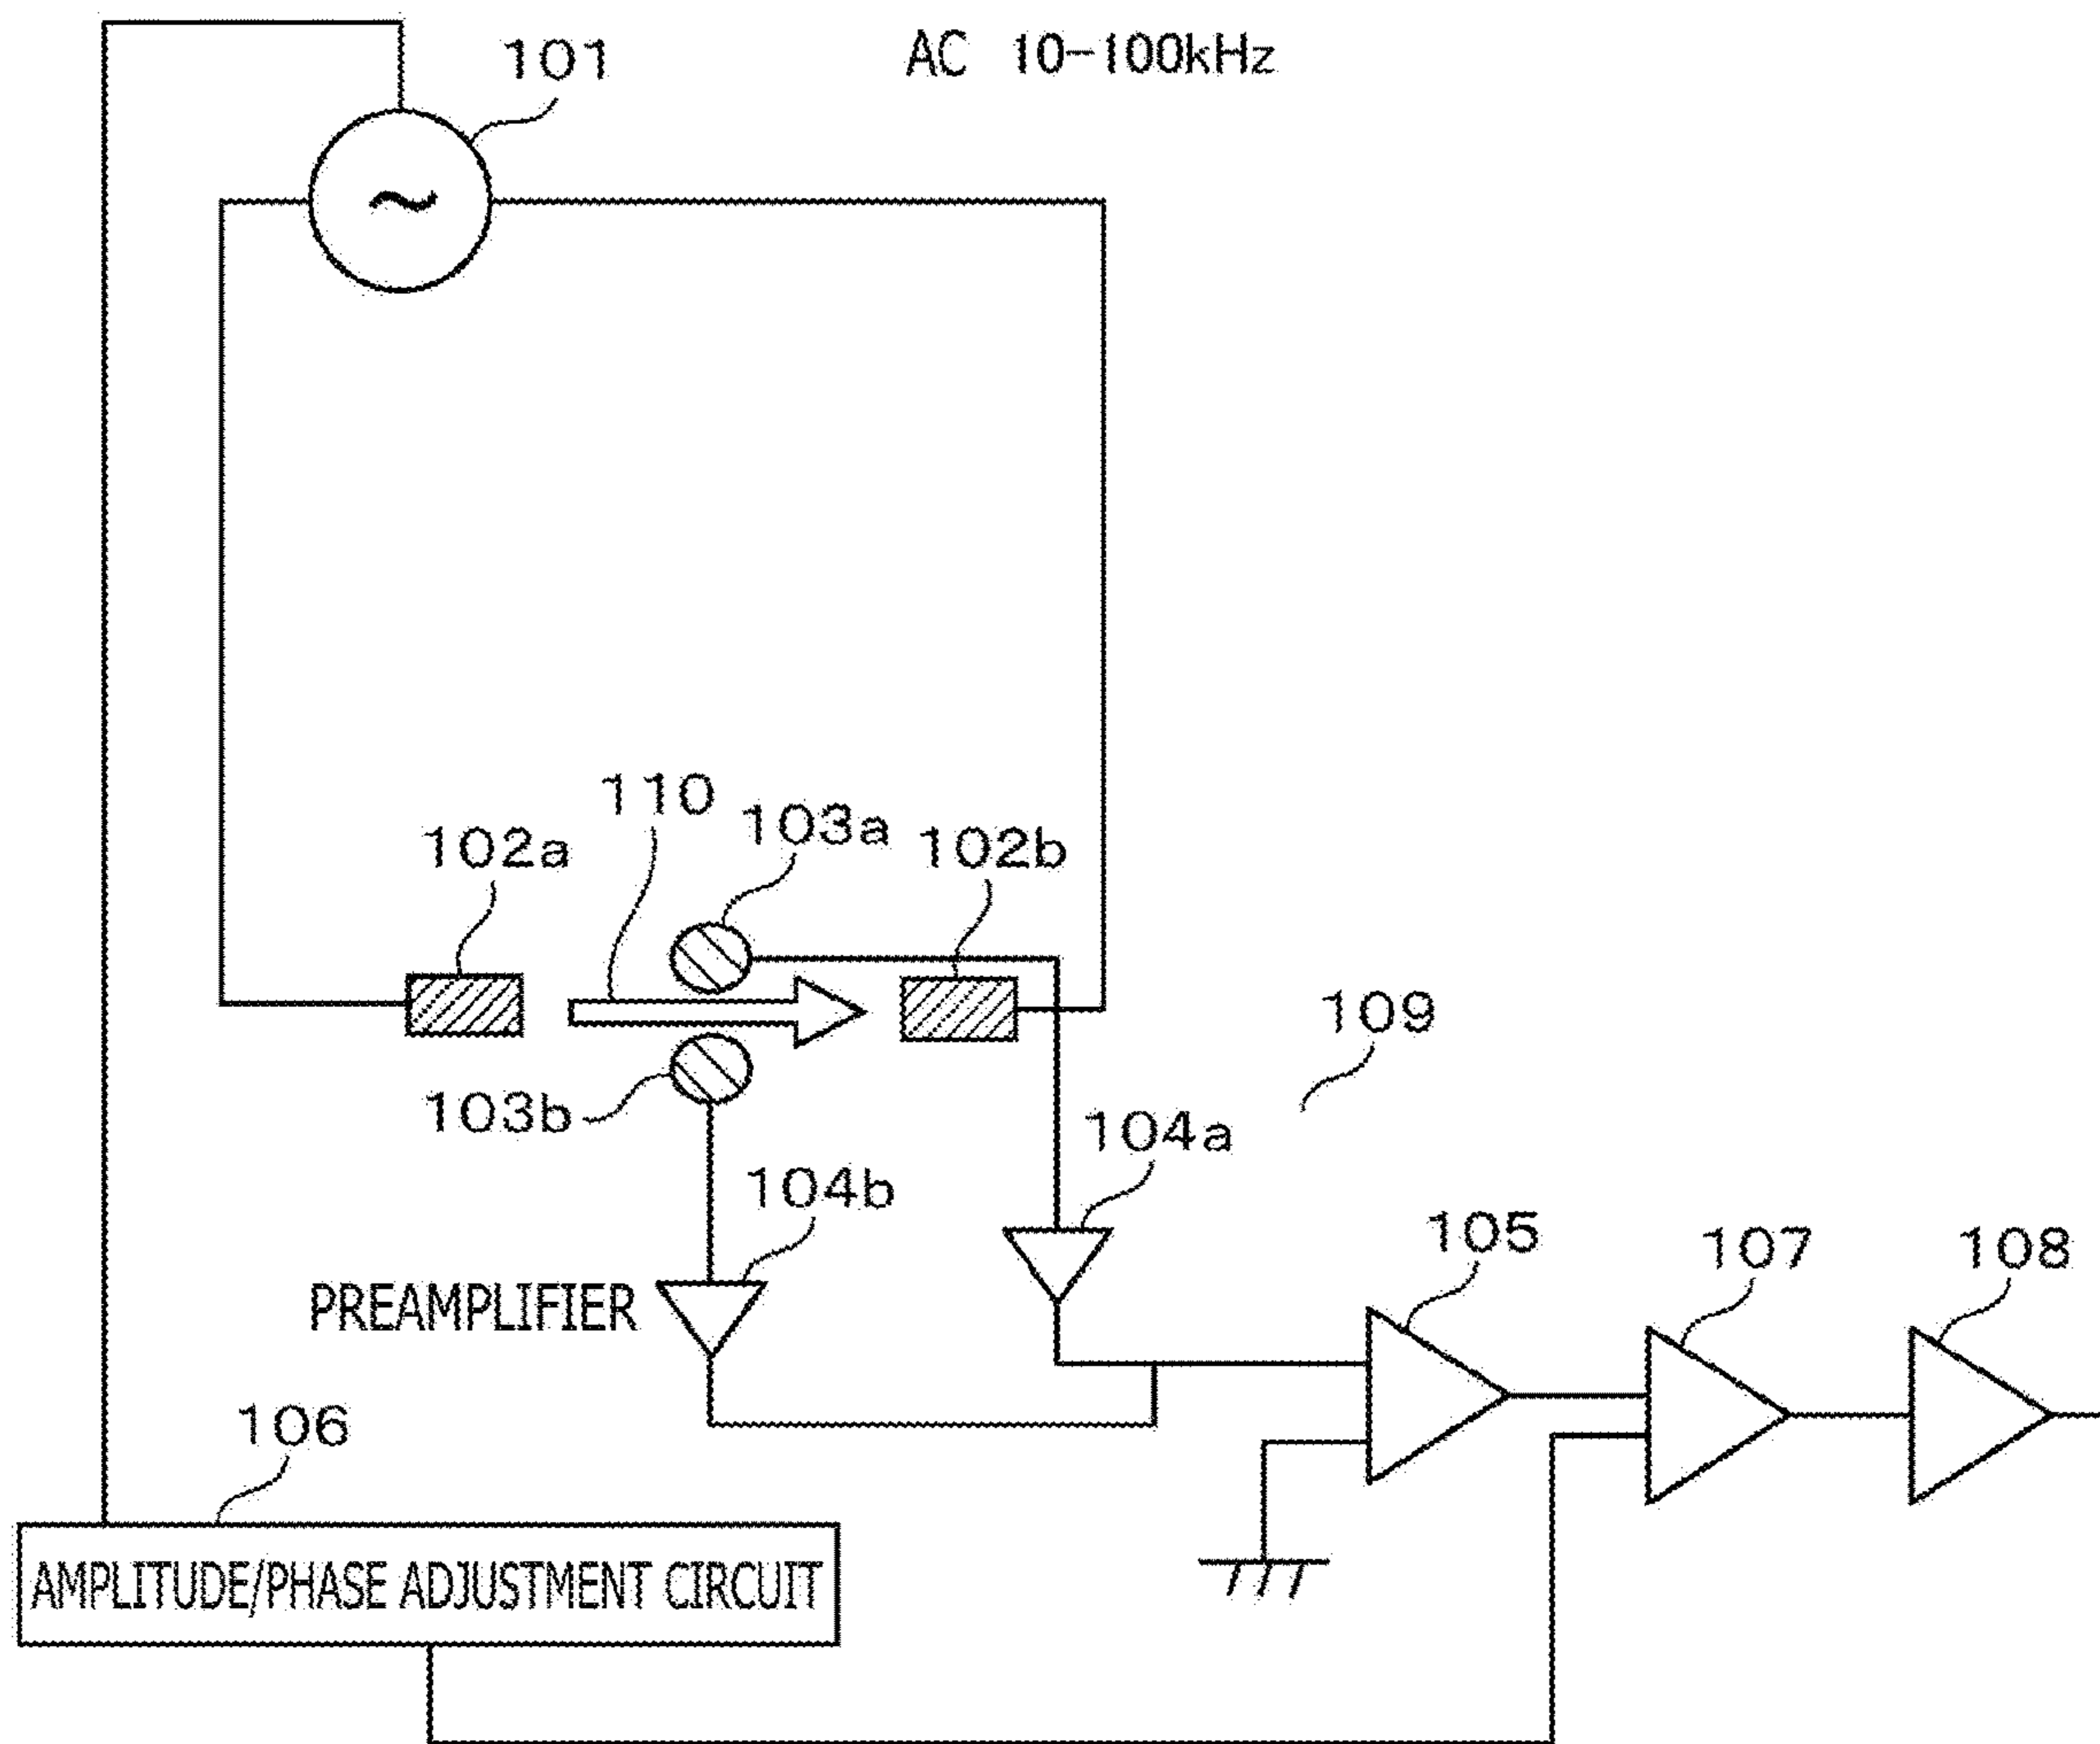 101
AC 10-100kHz
110
103a
102a
102b
109
103b
104a
104b
105
107
108
PREAMPLIFIER
106
AMPLITUDE/PHASE ADJUSTMENT CIRCUIT